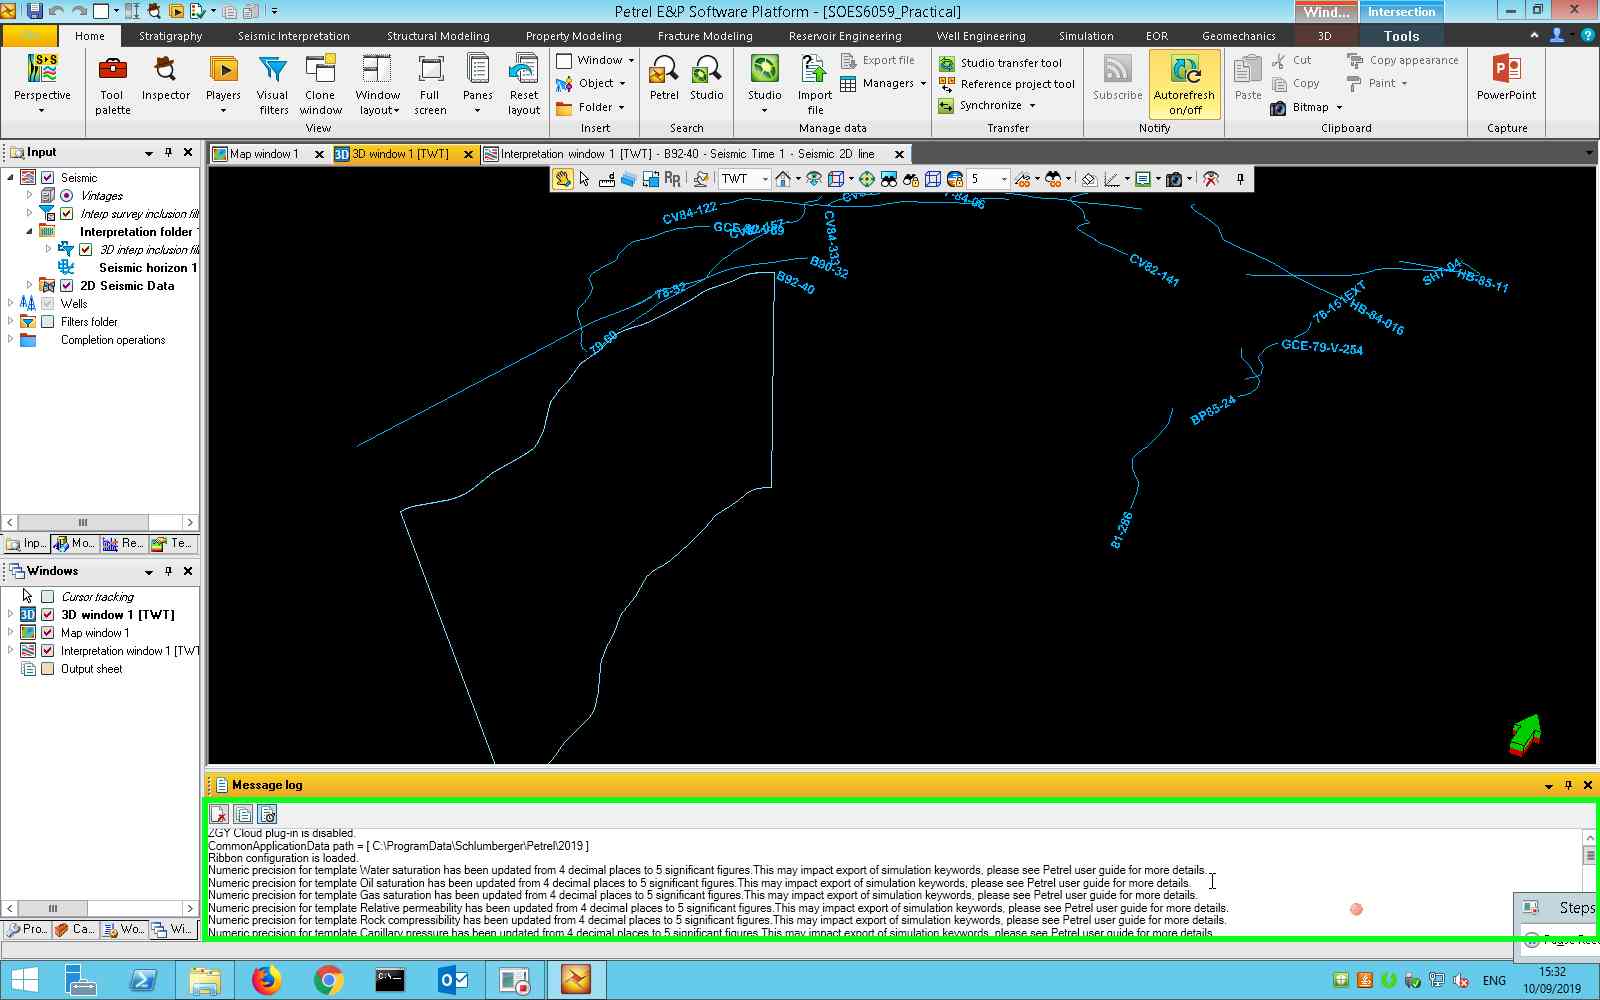 Petrel E&P Software Platform - [SOES6059_Practical]
Wind...
Intersection
Home
Stratigraphy
Seismic Interpretation
Structural Modeling
Property Modeling
Fracture Modeling
Reservoir Engineering
Well Engineering
Simulation
EOR
Geomechanics
3D
Tools
Perspective
Tool palette
Inspector
Players
Visual filters
Clone window
Window layout
Full screen
Panes
Reset layout
View
Window
Object
Folder
Insert
Petrel
Studio
Search
Studio
Import file
Export file
Managers
Manage data
Studio transfer tool
Reference project tool
Synchronize
Transfer
Subscribe
Autorefresh on/off
Notify
Paste
Cut
Copy
Bitmap
Copy appearance
Paint
Clipboard
PowerPoint
Capture
Input
Map window 1
3D 3D window 1 [TWT]
Interpretation window 1 [TWT] - B92-40 - Seismic Time 1 - Seismic 2D line
TWT
5
Seismic
Vintages
Interp survey inclusion fil
Interpretation folder
3D interp inclusion fil
Seismic horizon 1
2D Seismic Data
Wells
Filters folder
Completion operations
Inp...
Mo...
Re...
Te...
Windows
Cursor tracking
3D 3D window 1 [TWT]
Map window 1
Interpretation window 1 [TWT
Output sheet
Pro...
Ca...
Wo...
Wi...
CV84-122
CV84-333
84-06
B90-32
B92-40
78-92
79-60
CV82-141
SH7-04
HB-85-11
78-151EXT
HB-84-016
GCE-79-V-254
BP85-24
81-286
Message log
ZGY Cloud plug-in is disabled.
CommonApplicationData path = [ C:\ProgramData\Schlumberger\Petrel\2019 ]
Ribbon configuration is loaded.
Numeric precision for template Water saturation has been updated from 4 decimal places to 5 significant figures.This may impact export of simulation keywords, please see Petrel user guide for more details.
Numeric precision for template Oil saturation has been updated from 4 decimal places to 5 significant figures.This may impact export of simulation keywords, please see Petrel user guide for more details.
Numeric precision for template Gas saturation has been updated from 4 decimal places to 5 significant figures.This may impact export of simulation keywords, please see Petrel user guide for more details.
Numeric precision for template Relative permeability has been updated from 4 decimal places to 5 significant figures.This may impact export of simulation keywords, please see Petrel user guide for more details.
Numeric precision for template Rock compressibility has been updated from 4 decimal places to 5 significant figures.This may impact export of simulation keywords, please see Petrel user guide for more details.
Numeric precision for template Capillary pressure has been updated from 4 decimal places to 5 significant figures.This may impact export of simulation keywords, please see Petrel user guide for more details.
Steps
ENG
15:32
10/09/2019